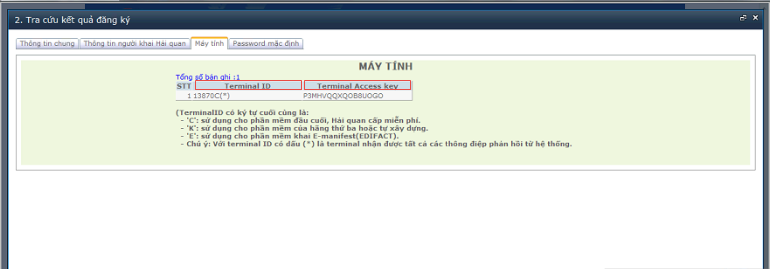 2. Tra cứu kết quả đăng ký
Thông tin chung Thông tin người khai Hải quan Máy tính Password mặc định
MÁY TÍNH
Tổng số bản ghi :1
STT Terminal ID Terminal Access key
1 13870C(*) P3MHVQQXQOB8UOGO
(TerminalID có ký tự cuối cùng là:
- 'C': sử dụng cho phần mềm đầu cuối, Hải quan cấp miễn phí.
- 'K': sử dụng cho phần mềm của hãng thứ ba hoặc tự xây dựng.
- 'E': sử dụng cho phần mềm khai E-manifest(EDIFACT).
- Chú ý: Với terminal ID có dấu (*) là terminal nhận được tất cả các thông điệp phản hồi từ hệ thống.